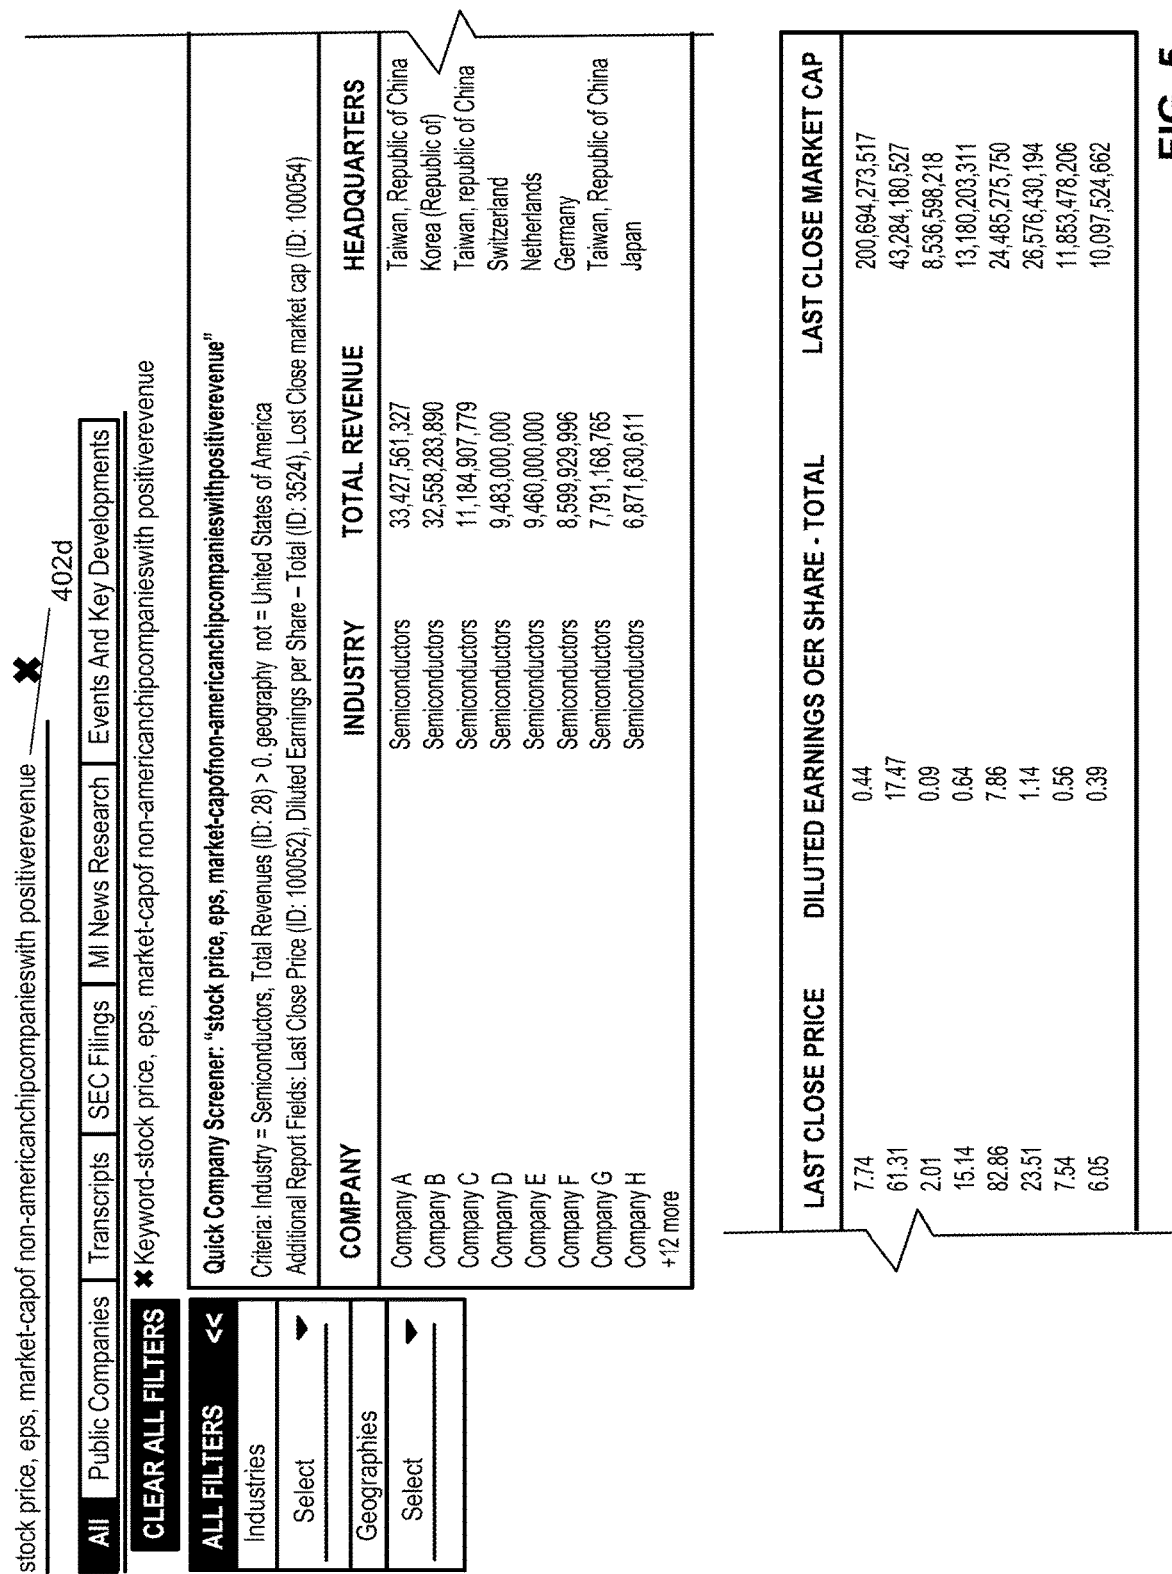 stock price, eps, market-capof non-americanchipcompanieswith positiverevenue ✖
402d
All Public Companies Transcripts SEC Filings MI News Research Events And Key Developments
CLEAR ALL FILTERS ✖ Keyword-stock price, eps, market-capof non-americanchipcompanieswith positiverevenue
ALL FILTERS <<
Industries
Select
Geographies
Select
Quick Company Screener: “stock price, eps, market-capofnon-americanchipcompanieswithpositiverevenue”
Criteria: Industry = Semiconductors, Total Revenues (ID: 28) > 0. geography not = United States of America
Additional Report Fields: Last Close Price (ID: 100052), Diluted Earnings per Share – Total (ID: 3524), Lost Close market cap (ID: 100054)
COMPANY INDUSTRY TOTAL REVENUE HEADQUARTERS
Company A Semiconductors 33,427,561,327 Taiwan, Republic of China
Company B Semiconductors 32,558,283,890 Korea (Republic of)
Company C Semiconductors 11,184,907,779 Taiwan, republic of China
Company D Semiconductors 9,483,000,000 Switzerland
Company E Semiconductors 9,460,000,000 Netherlands
Company F Semiconductors 8,599,929,996 Germany
Company G Semiconductors 7,791,168,765 Taiwan, Republic of China
Company H Semiconductors 6,871,630,611 Japan
+12 more
LAST CLOSE PRICE DILUTED EARNINGS OER SHARE - TOTAL LAST CLOSE MARKET CAP
7.74 0.44 200,694,273,517
61.31 17.47 43,284,180,527
2.01 0.09 8,536,598,218
15.14 0.64 13,180,203,311
82.86 7.86 24,485,275,750
23.51 1.14 26,576,430,194
7.54 0.56 11,853,478,206
6.05 0.39 10,097,524,662